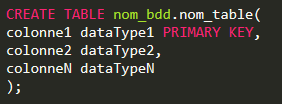 CREATE TABLE nom_bdd.nom_table(
colonne1 dataType1 PRIMARY KEY,
colonne2 dataType2,
colonneN dataTypeN
);